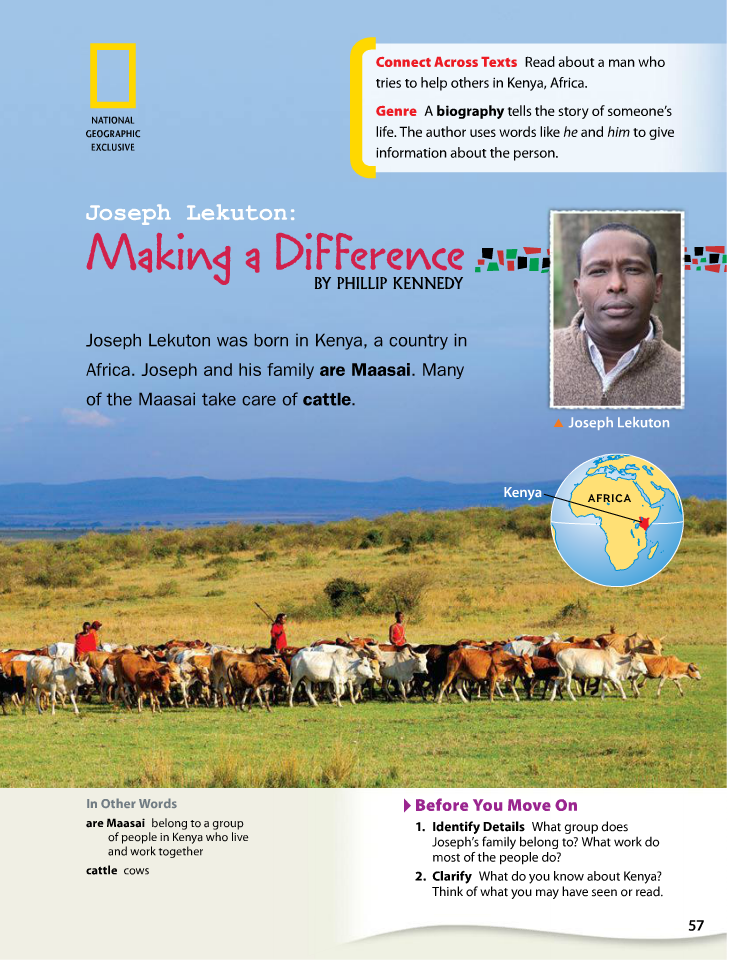 NATIONAL
GEOGRAPHIC
EXCLUSIVE
Connect Across Texts Read about a man who
tries to help others in Kenya, Africa.
Genre A biography tells the story of someone's
life. The author uses words like he and him to give
information about the person.
Joseph Lekuton:
Making a Difference
BY PHILLIP KENNEDY
Joseph Lekuton was born in Kenya, a country in
Africa. Joseph and his family are Maasai. Many
of the Maasai take care of cattle.
Joseph Lekuton
Kenya
AFRICA
In Other Words
are Maasai belong to a group
of people in Kenya who live
and work together
cattle cows
Before You Move On
1. Identify Details What group does
Joseph's family belong to? What work do
most of the people do?
2. Clarify What do you know about Kenya?
Think of what you may have seen or read.
57